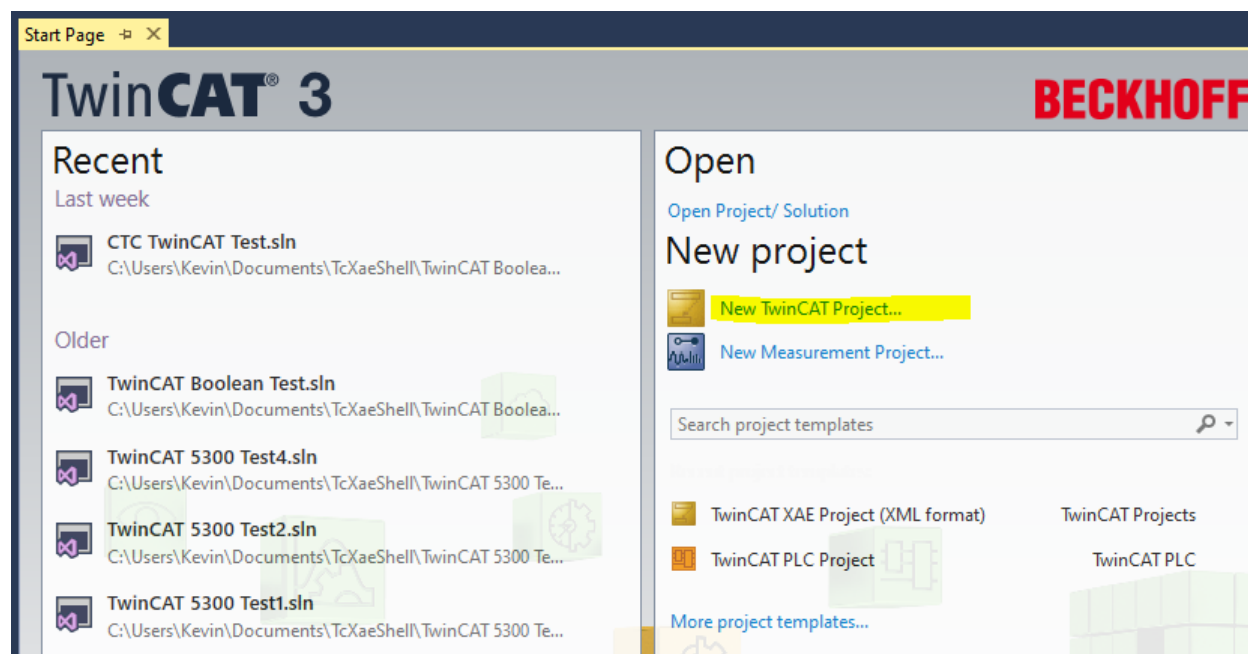 Start Page
TwinCAT® 3
BECKHOFF
Recent
Last week
CTC TwinCAT Test.sln
C:\Users\Kevin\Documents\TcXaeShell\TwinCAT Boolea...
Older
TwinCAT Boolean Test.sln
C:\Users\Kevin\Documents\TcXaeShell\TwinCAT Boolea...
TwinCAT 5300 Test4.sln
C:\Users\Kevin\Documents\TcXaeShell\TwinCAT 5300 Te...
TwinCAT 5300 Test2.sln
C:\Users\Kevin\Documents\TcXaeShell\TwinCAT 5300 Te...
TwinCAT 5300 Test1.sln
C:\Users\Kevin\Documents\TcXaeShell\TwinCAT 5300 Te...
Open
Open Project/ Solution
New project
New TwinCAT Project...
New Measurement Project...
Search project templates
TwinCAT XAE Project (XML format) TwinCAT Projects
TwinCAT PLC Project TwinCAT PLC
More project templates...